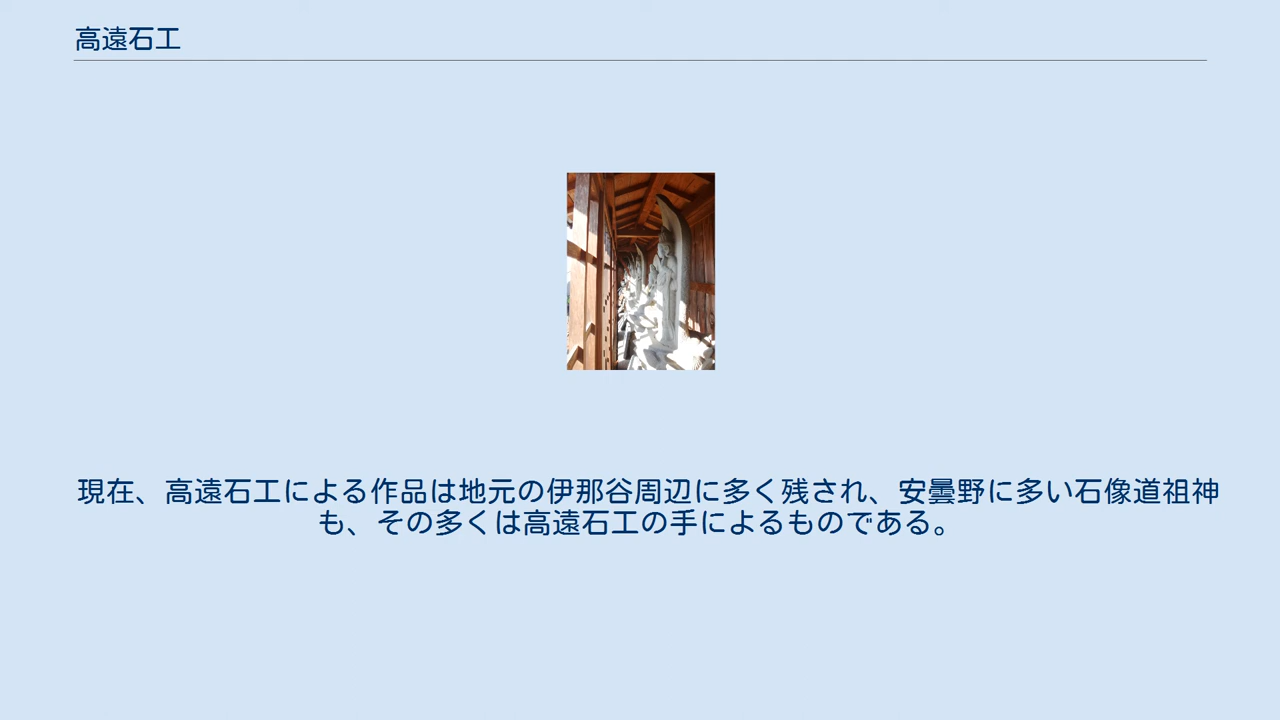 高遠石工
現在、高遠石工による作品は地元の伊那谷周辺に多く残され、安曇野に多い石像道祖神
も、その多くは高遠石工の手によるものである。